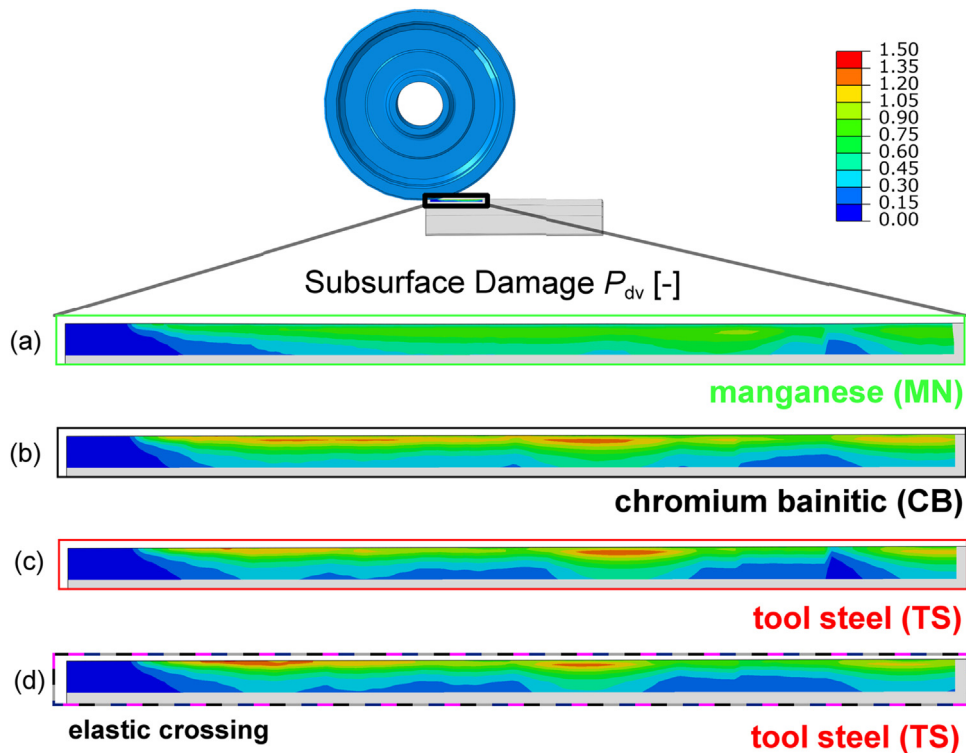 1.50
1.35
1.20
1.05
0.90
0.75
0.60
0.45
0.30
0.15
0.00
Subsurface Damage Pdv [-]
(a)
manganese (MN)
(b)
chromium bainitic (CB)
(c)
tool steel (TS)
(d)
elastic crossing
tool steel (TS)